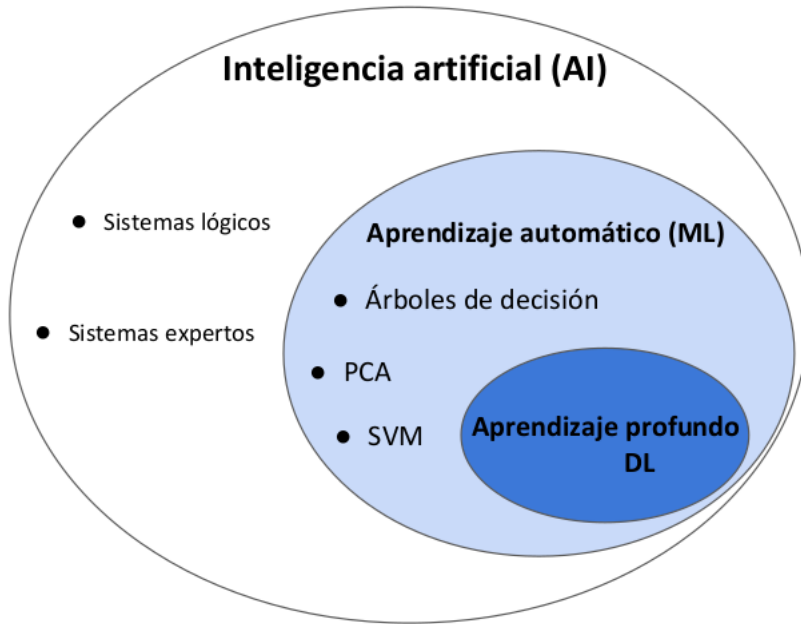 Inteligencia artificial (AI)
● Sistemas lógicos
Aprendizaje automático (ML)
● Árboles de decisión
● Sistemas expertos
● PCA
● SVM
Aprendizaje profundo
DL